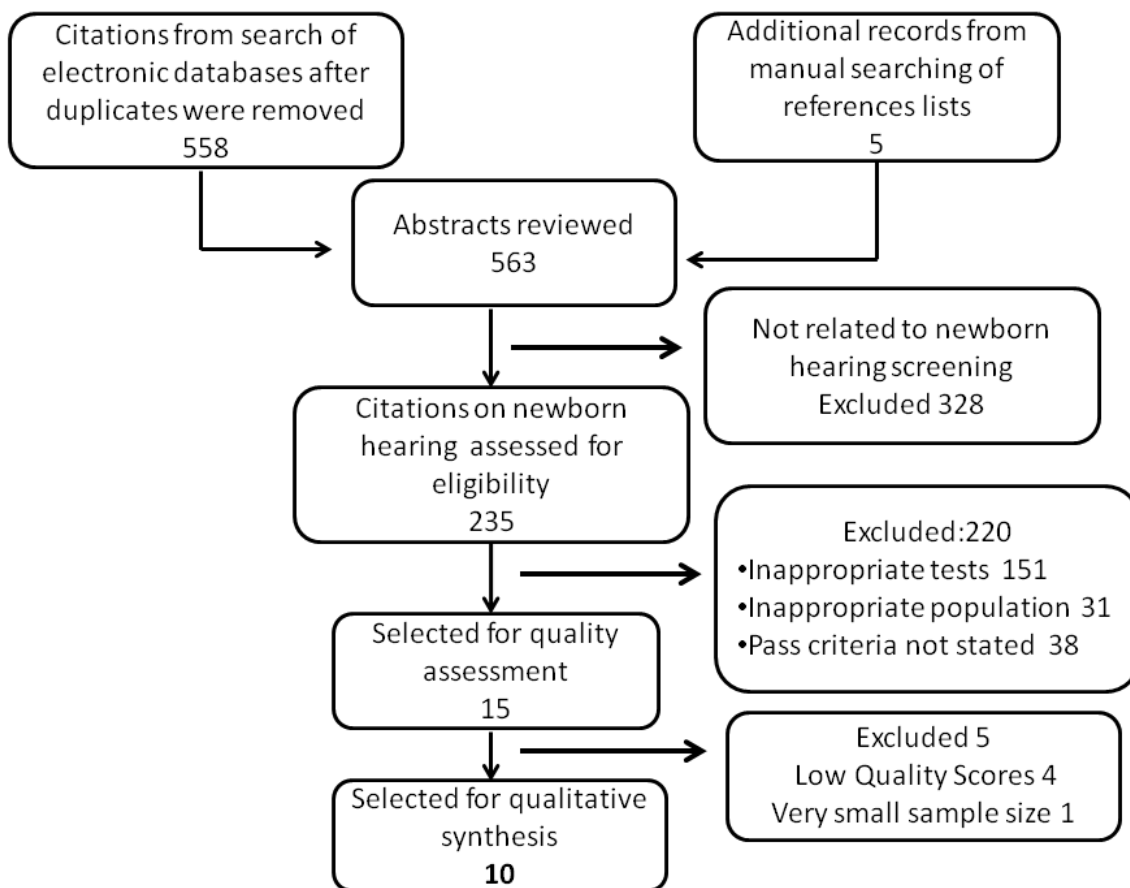 Citations from search of
electronic databases after
duplicates were removed
558
Additional records from
manual searching of
references lists
5
Abstracts reviewed
563
Not related to newborn
hearing screening
Excluded 328
Citations on newborn
hearing assessed for
eligibility
235
Excluded:220
•Inappropriate tests 151
•Inappropriate population 31
•Pass criteria not stated 38
Selected for quality
assessment
15
Excluded 5
Low Quality Scores 4
Very small sample size 1
Selected for qualitative
synthesis
10